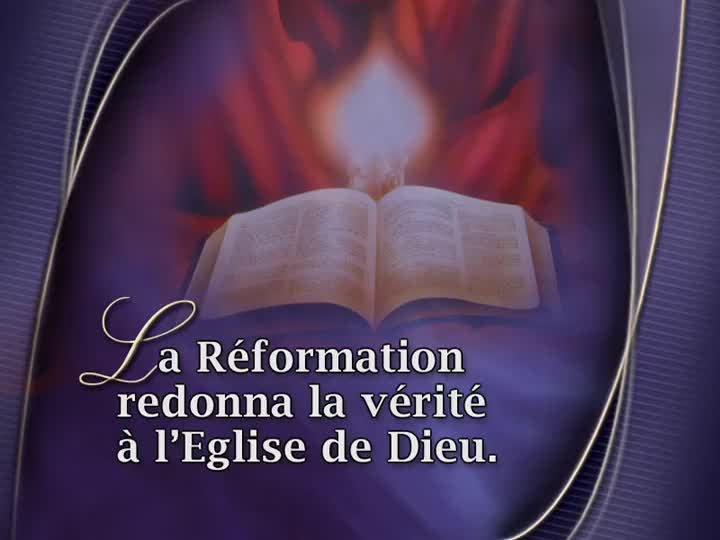 La Réformation
redonna la vérité
à l’Eglise de Dieu.